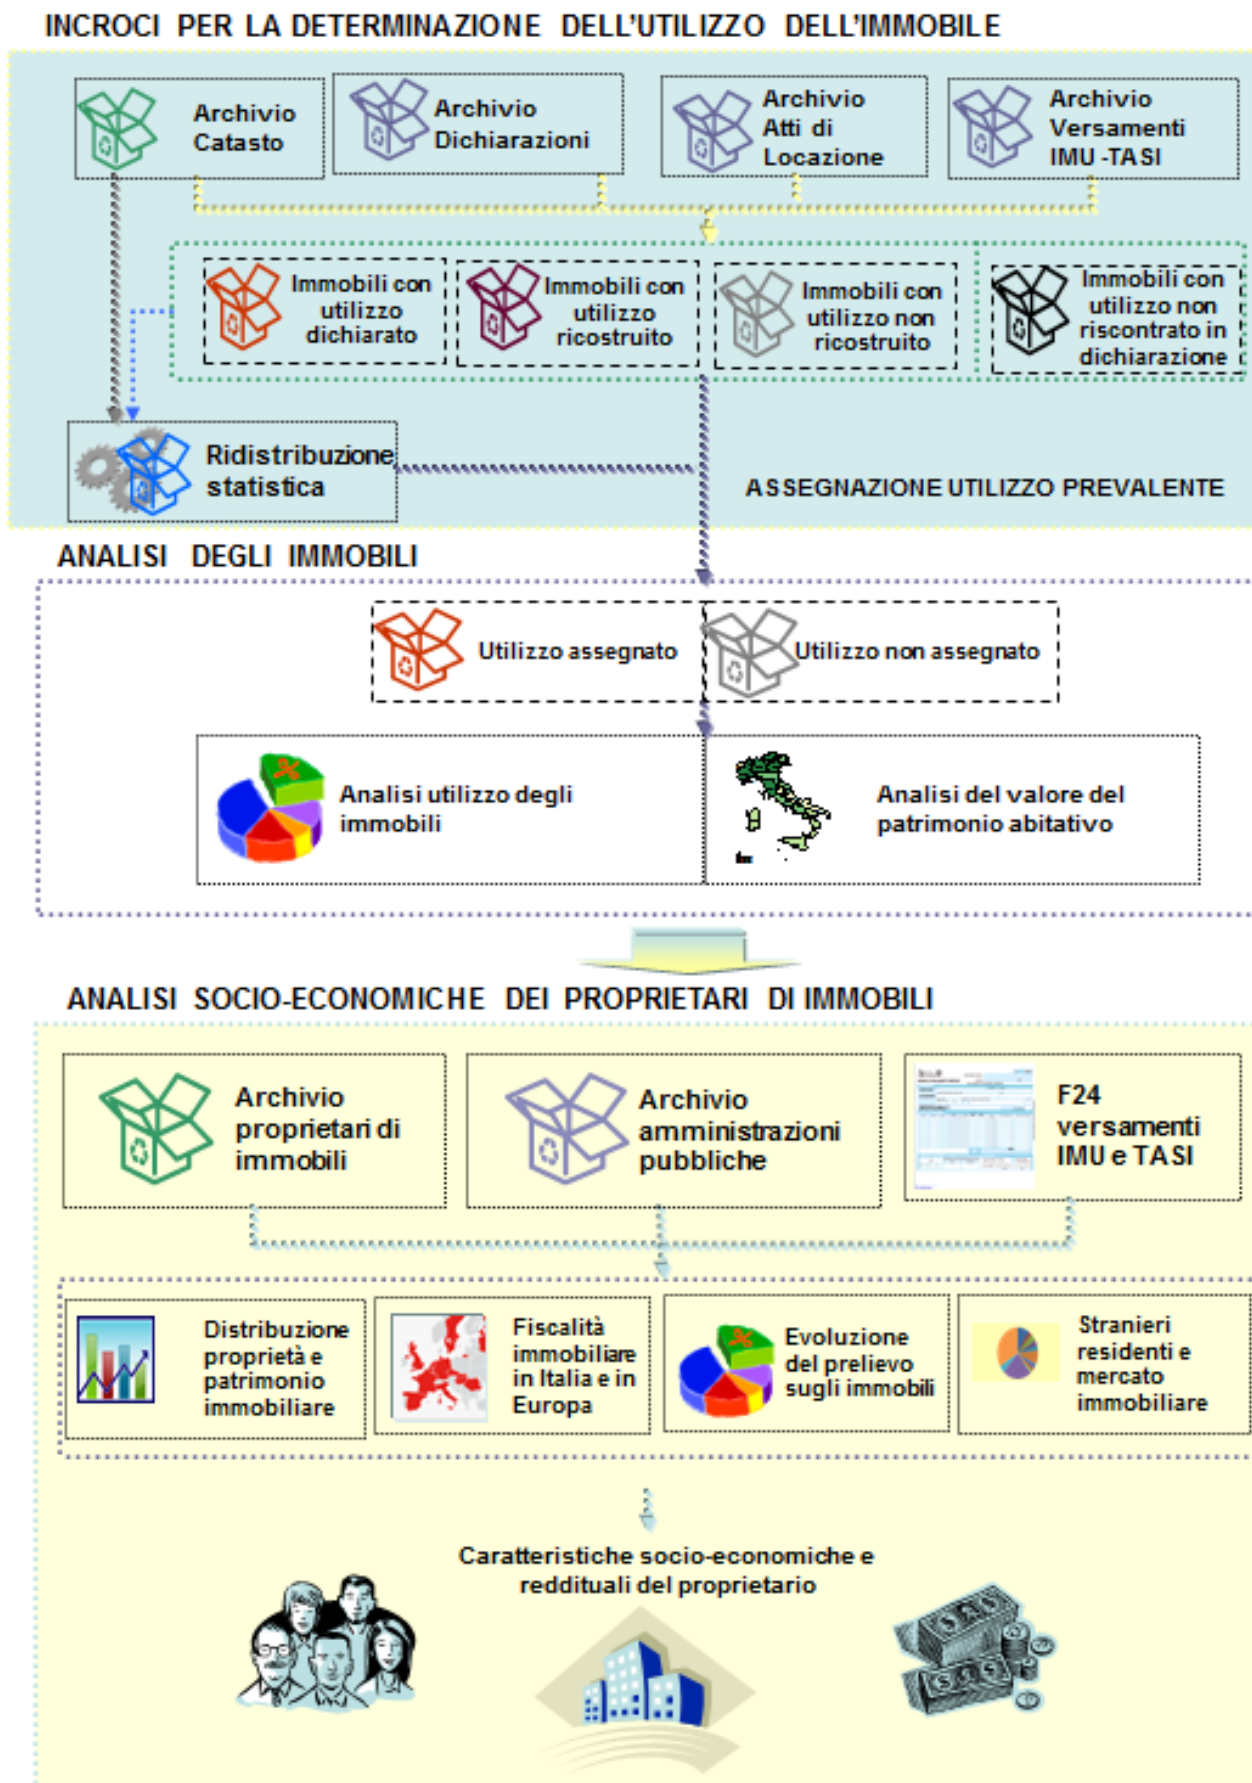 INCROCI PER LA DETERMINAZIONE DELL'UTILIZZO DELL'IMMOBILE
Archivio
Catasto
Archivio
Dichiarazioni
Archivio
Atti di
Locazione
Archivio
Versamenti
IMU -TASI
Immobili con
utilizzo
dichiarato
Immobili con
utilizzo
ricostruito
Immobili con
utilizzo non
ricostruito
Immobili con
utilizzo non
riscontrato in
dichiarazione
Ridistribuzione
statistica
ASSEGNAZIONE UTILIZZO PREVALENTE
ANALISI DEGLI IMMOBILI
Utilizzo assegnato
Utilizzo non assegnato
Analisi utilizzo degli
immobili
Analisi del valore del
patrimonio abitativo
ANALISI SOCIO-ECONOMICHE DEI PROPRIETARI DI IMMOBILI
Archivio
proprietari di
immobili
Archivio
amministrazioni
pubbliche
F24
versamenti
IMU e TASI
Distribuzione
proprietà e
patrimonio
immobiliare
Fiscalità
immobiliare
in Italia e in
Europa
Evoluzione
del prelievo
sugli immobili
Stranieri
residenti e
mercato
immobiliare
Caratteristiche socio-economiche e
reddituali del proprietario